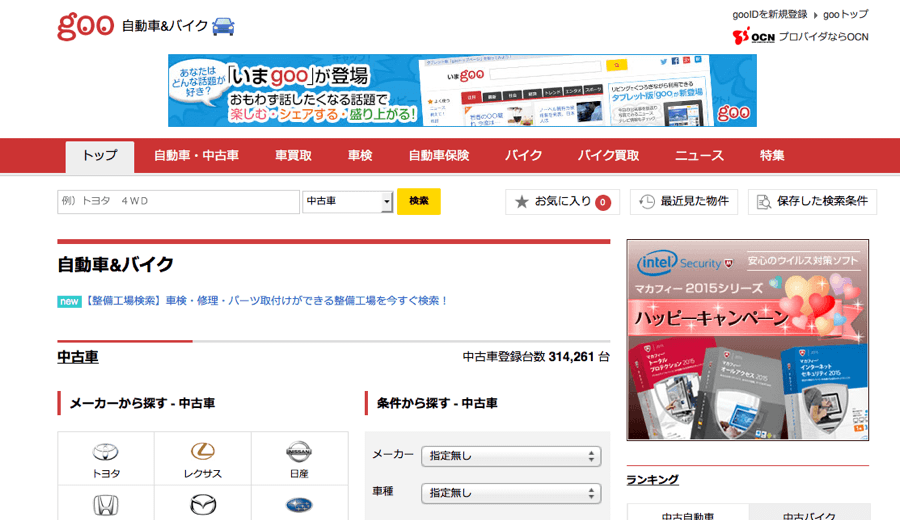 goo 自動車&バイク
gooIDを新規登録 gooトップ
OCN プロバイダならOCN
あなたは
どんな話題が
好き？
「いまgoo」が登場
おもわず話したくなる話題で
楽しむ・シェアする・盛り上がる!
いまgoo
リビングでくつろぎながら利用できる
タブレット版「goo」新登場
goo
トップ 自動車・中古車 車買取 車検 自動車保険 バイク バイク買取 ニュース 特集
例）トヨタ　4WD 中古車 検索 お気に入り 0 最近見た物件 保存した検索条件
自動車&バイク
new 【整備工場検索】車検・修理・パーツ取付けができる整備工場を今すぐ検索！
中古車 中古車登録台数 314,261 台
メーカーから探す - 中古車 条件から探す - 中古車
トヨタ レクサス 日産
NISSAN
メーカー 指定無し
車種 指定無し
intel Security 安心のウイルス対策ソフト
マカフィー 2015シリーズ
ハッピーキャンペーン
マカフィー
トータル
プロテクション 2015
マカフィー
オールアクセス 2015
マカフィー
インターネット
セキュリティ 2015
ランキング
中古自動車 中古バイク